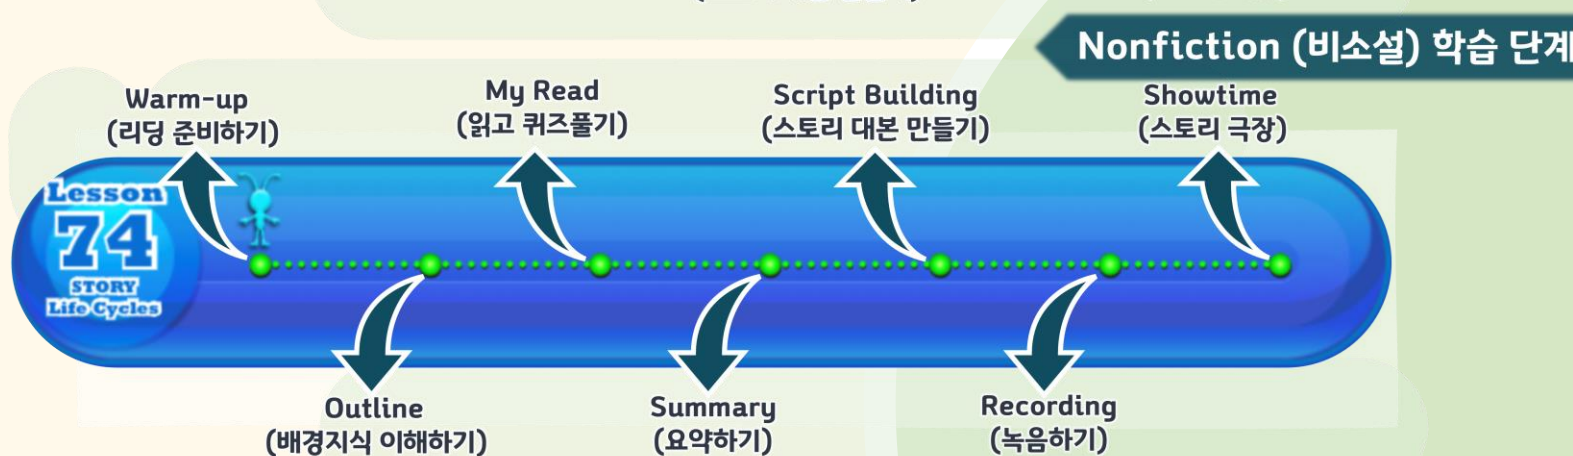 Nonfiction (비소설) 학습 단계
Warm-up
(리딩 준비하기)
My Read
(읽고 퀴즈풀기)
Script Building
(스토리 대본 만들기)
Showtime
(스토리 극장)
Lesson
74
STORY
Life Cycles
Outline
(배경지식 이해하기)
Summary
(요약하기)
Recording
(녹음하기)